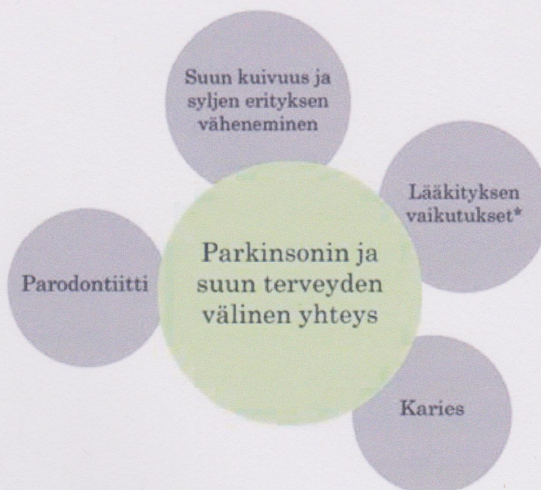 Suun kuivuus ja
syljen erityksen
väheneminen
Lääkityksen
vaikutukset*
Parkinsonin ja
suun terveyden
välinen yhteys
Parodontiitti
Karies